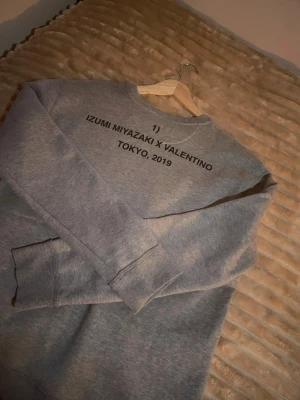 1)
IZUMI MIYAZAKI X VALENTINO
TOKYO, 2019